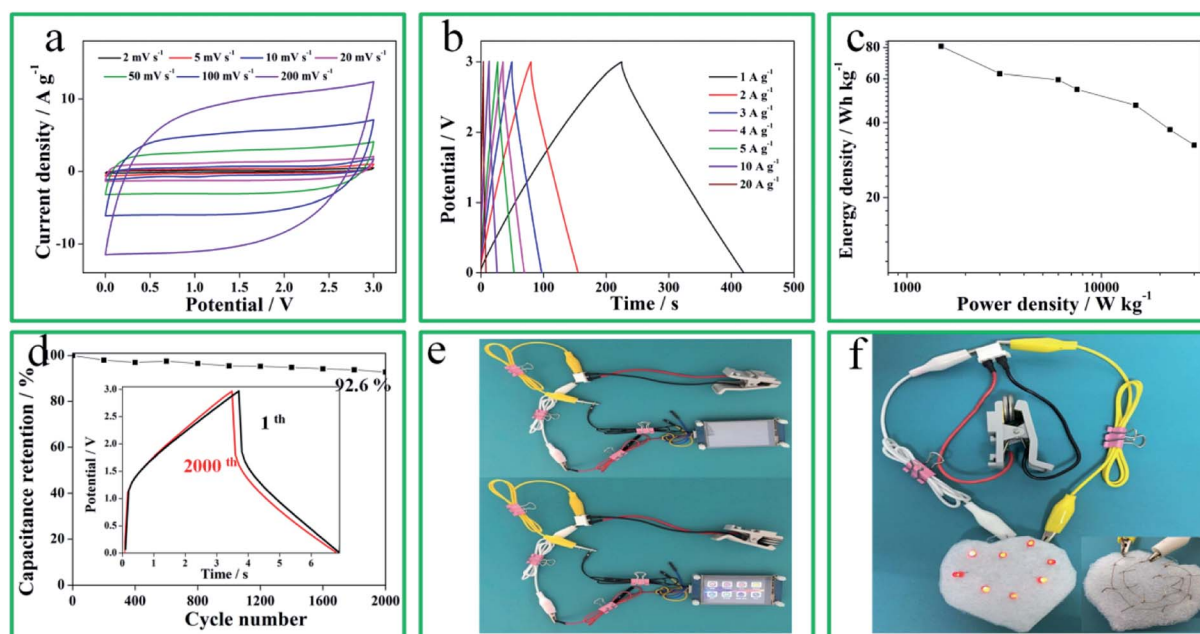 a
2 mV s⁻¹ 5 mV s⁻¹ 10 mV s⁻¹ 20 mV s⁻¹
50 mV s⁻¹ 100 mV s⁻¹ 200 mV s⁻¹
Current density / A g⁻¹
10
0
-10
0.0 0.5 1.0 1.5 2.0 2.5 3.0
Potential / V
b
1 A g⁻¹
2 A g⁻¹
3 A g⁻¹
4 A g⁻¹
5 A g⁻¹
10 A g⁻¹
20 A g⁻¹
Potential / V
3
2
1
0
0 100 200 300 400 500
Time / s
c
Energy density / Wh kg⁻¹
80
60
40
20
1000 10000
Power density / W kg⁻¹
d
Capacitance retention / %
100
80
60
40
20
0
92.6 %
Potential / V
3.0
2.5
2.0
1.5
1.0
0.5
0.0
1 th
2000 th
0 1 2 3 4 5 6
Time / s
0 400 800 1200 1600 2000
Cycle number
e
f